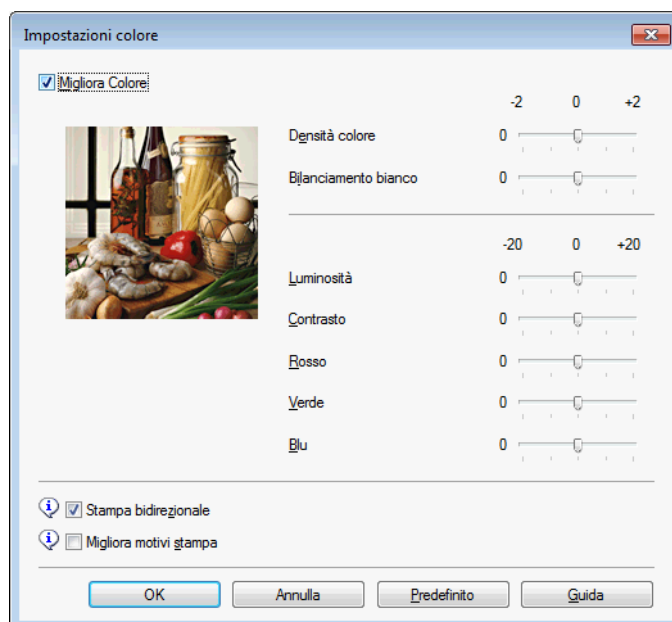 Impostazioni colore
Migliora Colore
-2 0 +2
Densità colore 0
Bilanciamento bianco 0
-20 0 +20
Luminosità 0
Contrasto 0
Rosso 0
Verde 0
Blu 0
Stampa bidirezionale
Migliora motivi stampa
OK Annulla Predefinito Guida